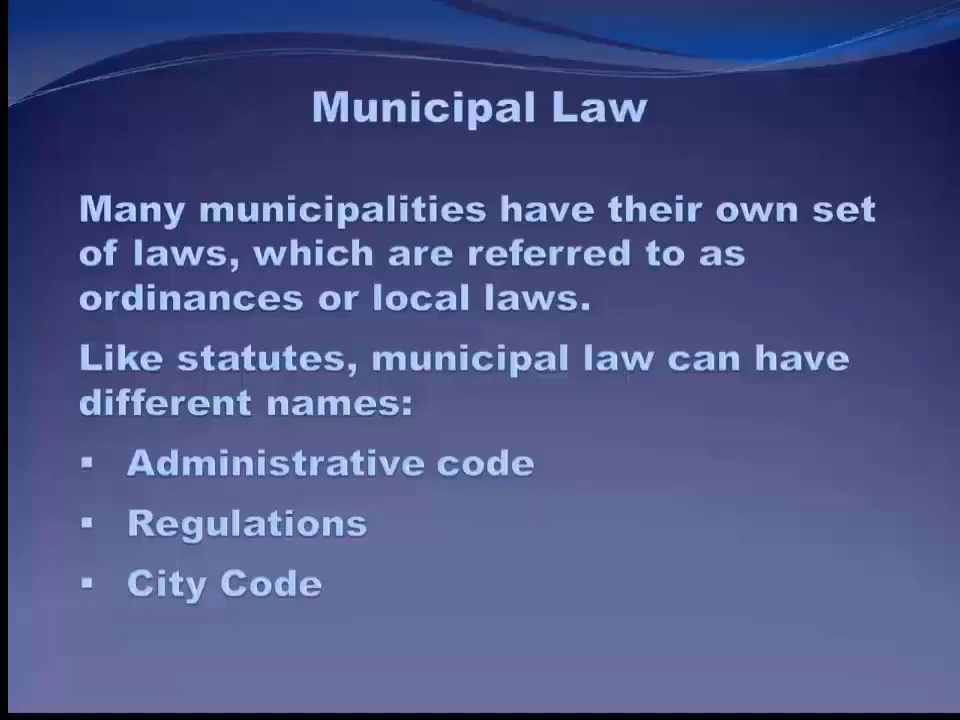 Municipal Law
Many municipalities have their own set
of laws, which are referred to as
ordinances or local laws.
Like statutes, municipal law can have
different names:
▪ Administrative code
▪ Regulations
▪ City Code